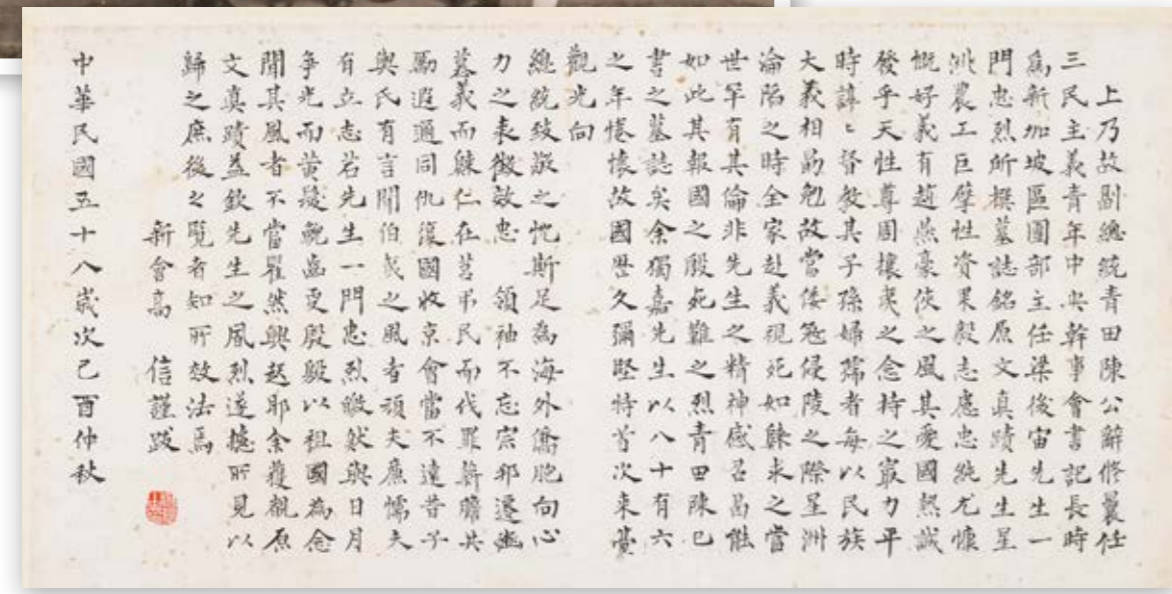 上乃故副總統青田陳公辭修曩任
三民主義青年中央幹事會書記長時
為新加坡區團部主任梁後宙先生一
門忠烈所撰墓誌銘原文真蹟先生星
洲農工巨擘性資果毅志慮忠純尤慷
慨好義有趙燕豪俠之風其愛國熱誠
發乎天性尊周攘夷之念持之最力平
時諄諄督教其子孫婦孺者每以民族
大義相勗勉故當倭寇侵陵之際星洲
淪陷之時全家赴義視死如歸求之當
世罕有其倫非先生之精神感召曷能
如此其報國之殷死難之烈青田陳已
書之墓誌矣余獨嘉先生以八十有六
之年惓懷故國歷久彌堅特首次來臺
觀光向
總統致敬之忱斯足為海外僑胞向心
力之表徵效忠 領袖不忘宗邦遂
慕義而歸仁在莒弔民而伐罪薪膽共
勵遐邇同仇復國收京會當不遠昔子
輿氏有言聞伯夷之風者頑夫廉懦夫
有立志若先生一門忠烈皦然與日月
爭光而黃髮鮐齒更殷殷以祖國為念
聞其風者不當瞿然興起耶余獲覩原
文真蹟益欽先生之風烈遂攄所見以
歸之庶後之覽者知所效法焉
新會高 信謹跋
中華民國五十八歲次己酉仲秋